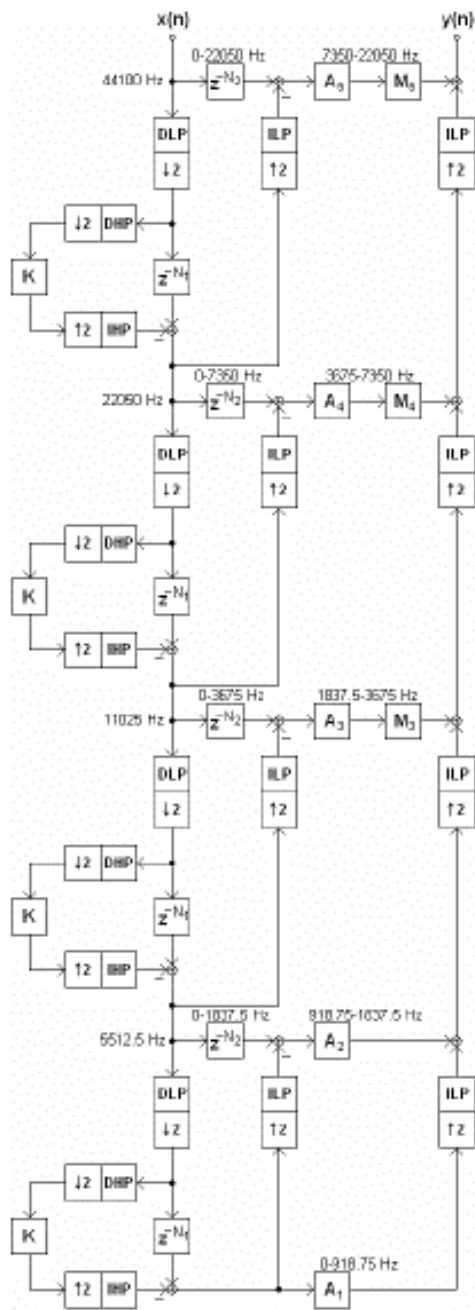 x(n) y(n)
0-22050 Hz 7350-22050 Hz
44100 Hz z^-N₂ A₅ M₅
DLP ILP ILP
↓2 ↑2 ↑2
↓2 DHP
K z^-N₁
↑2 IHP
0-7350 Hz 3675-7350 Hz
22050 Hz z^-N₂ A₄ M₄
DLP ILP ILP
↓2 ↑2 ↑2
↓2 DHP
K z^-N₁
↑2 IHP
0-3675 Hz 1837.5-3675 Hz
11025 Hz z^-N₂ A₃ M₃
DLP ILP ILP
↓2 ↑2 ↑2
↓2 DHP
K z^-N₁
↑2 IHP
0-1837.5 Hz 918.75-1837.5 Hz
5512.5 Hz z^-N₂ A₂
DLP ILP ILP
↓2 ↑2 ↑2
↓2 DHP
K z^-N₁
0-918.75 Hz
↑2 IHP A₁